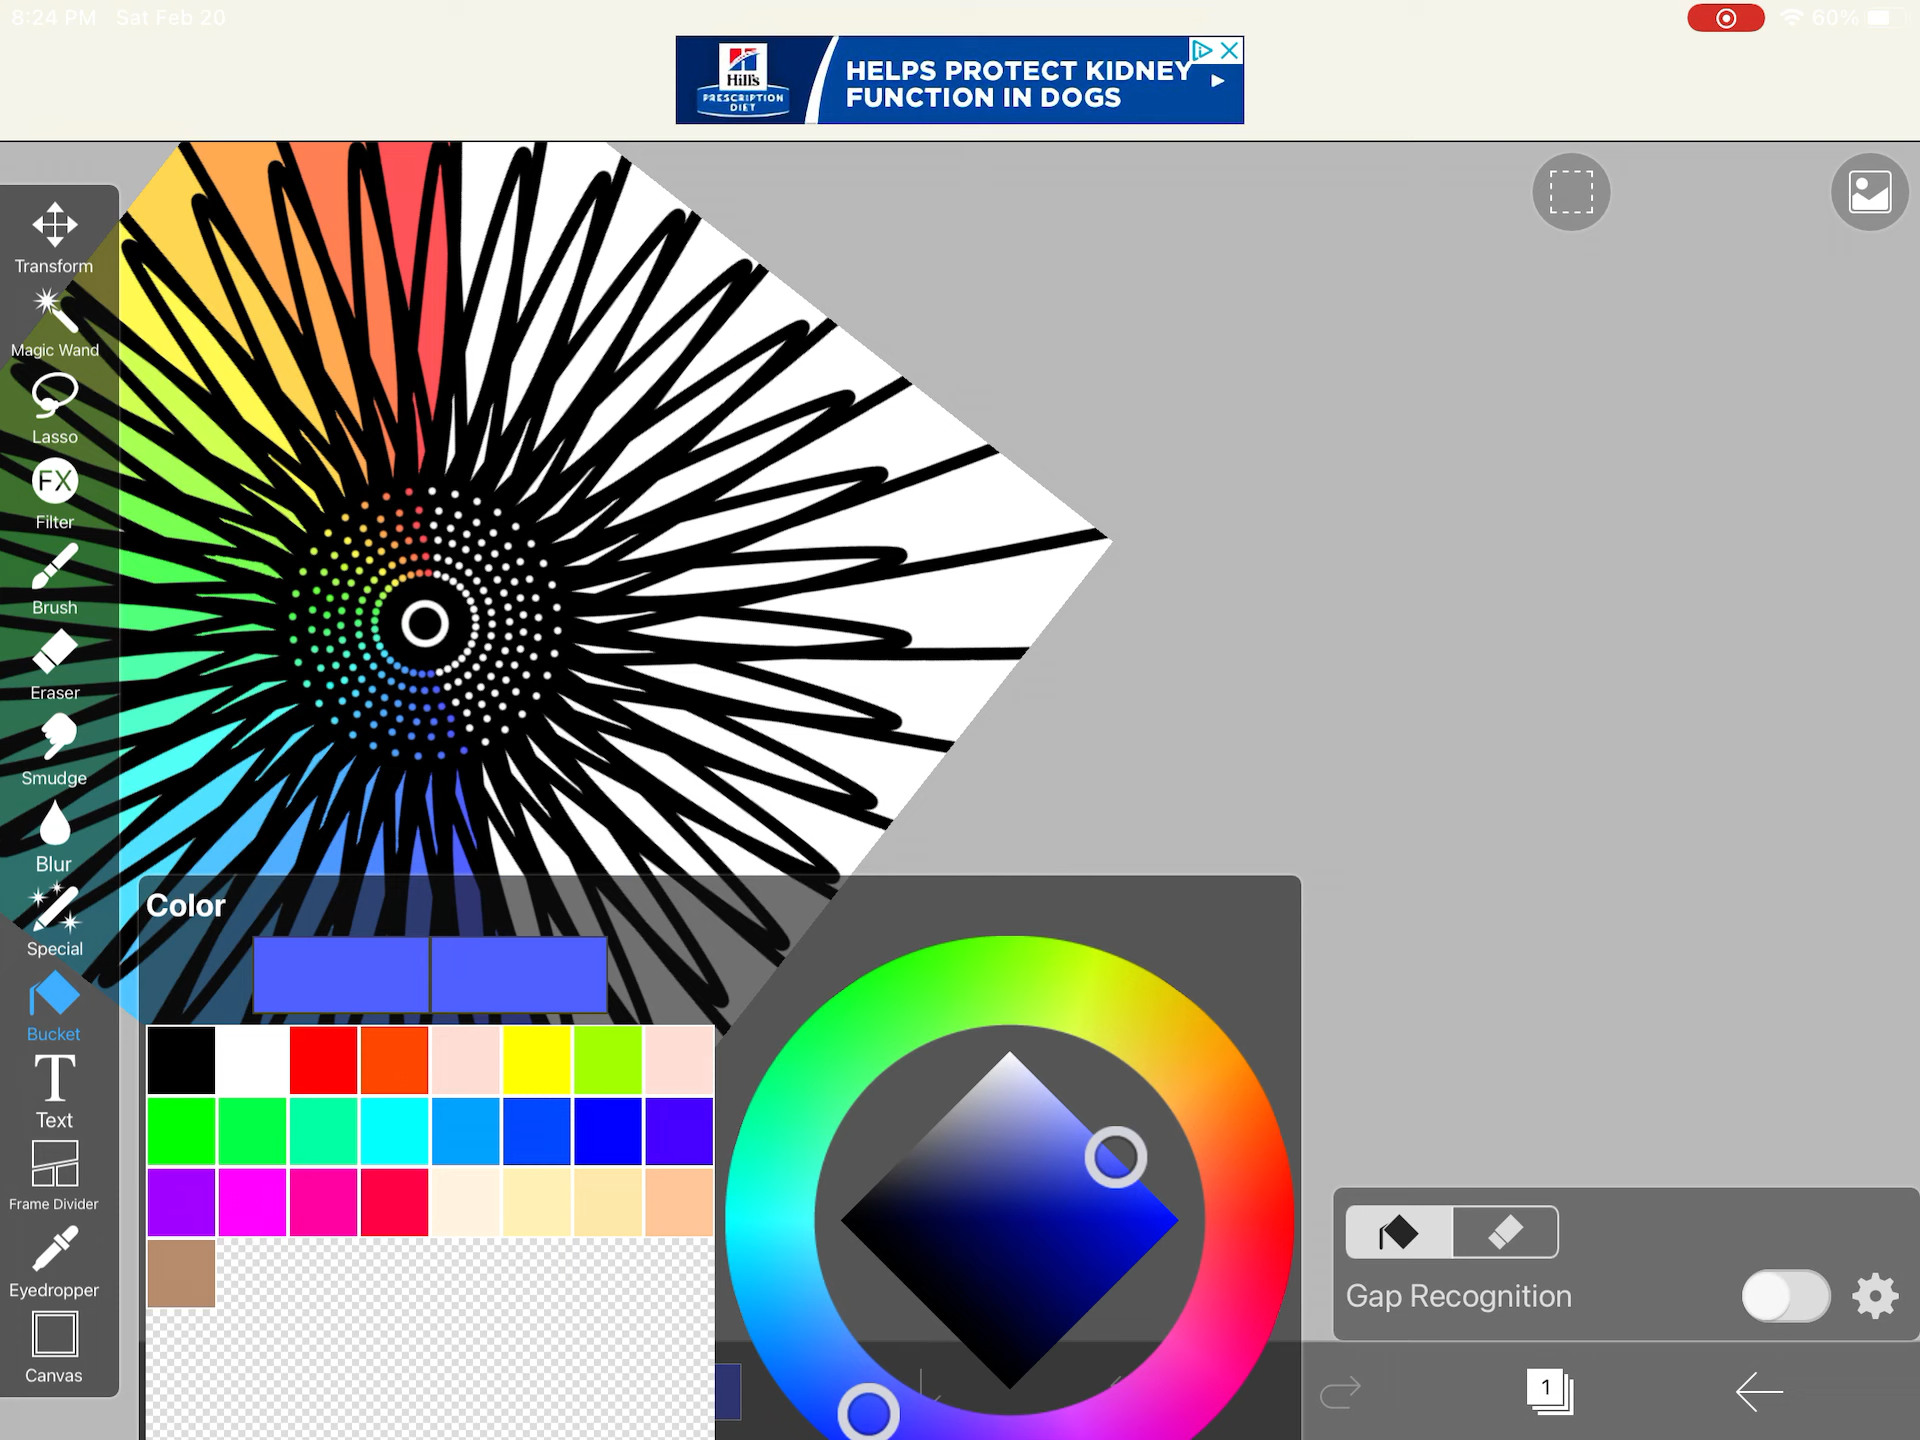 8:24 PM Sat Feb 20
60%
Hill's
PRESCRIPTION
DIET
HELPS PROTECT KIDNEY
FUNCTION IN DOGS
Transform
Magic Wand
Lasso
FX
Filter
Brush
Eraser
Smudge
Blur
Special
Bucket
T
Text
Frame Divider
Eyedropper
Canvas
Color
Gap Recognition
1